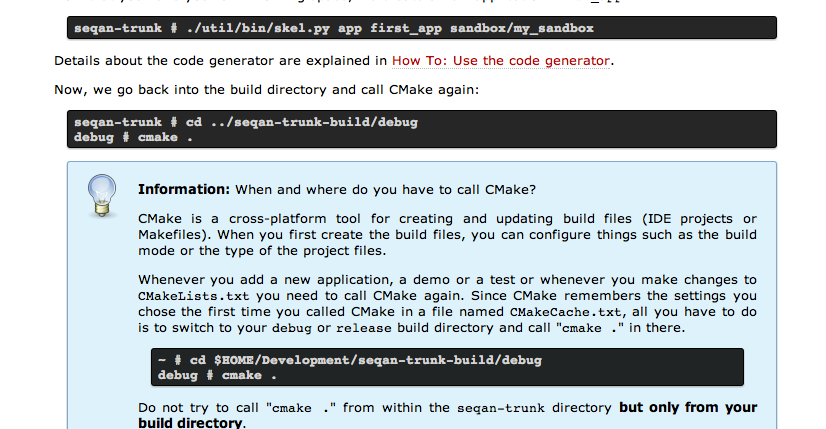 seqan-trunk # ./util/bin/skel.py app first_app sandbox/my_sandbox
Details about the code generator are explained in How To: Use the code generator.
Now, we go back into the build directory and call CMake again:
seqan-trunk # cd ../seqan-trunk-build/debug
debug # cmake .
Information: When and where do you have to call CMake?
CMake is a cross-platform tool for creating and updating build files (IDE projects or
Makefiles). When you first create the build files, you can configure things such as the build
mode or the type of the project files.
Whenever you add a new application, a demo or a test or whenever you make changes to
CMakeLists.txt you need to call CMake again. Since CMake remembers the settings you
chose the first time you called CMake in a file named CMakeCache.txt, all you have to do
is to switch to your debug or release build directory and call "cmake ." in there.
~ # cd $HOME/Development/seqan-trunk-build/debug
debug # cmake .
Do not try to call "cmake ." from within the seqan-trunk directory but only from your
build directory.